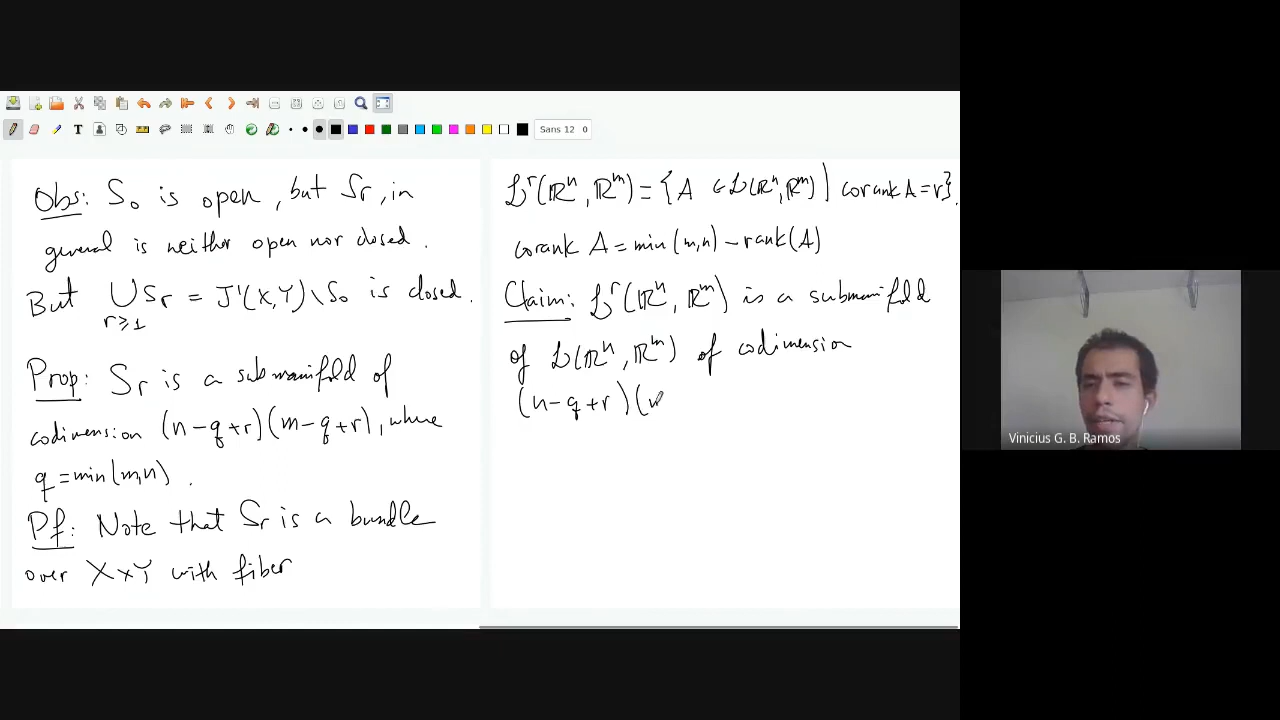 Sans 12 0
Obs: S₀ is open, but Sr, in
general is neither open nor closed.
But ⋃ Sr = J¹(X,Y)\S₀ is closed.
r≥1
Prop: Sr is a submanifold of
codimension (n-q+r)(m-q+r), where
q=min(m,n).
Pf: Note that Sr is a bundle
over X×Y with fiber
ℒʳ(ℝⁿ,ℝᵐ)={A ∈ ℒ(ℝⁿ,ℝᵐ) | corank A=r}.
corank A = min(m,n) - rank(A)
Claim: ℒʳ(ℝⁿ,ℝᵐ) is a submanifold
of ℒ(ℝⁿ,ℝᵐ) of codimension
(n-q+r)(
Vinicius G. B. Ramos